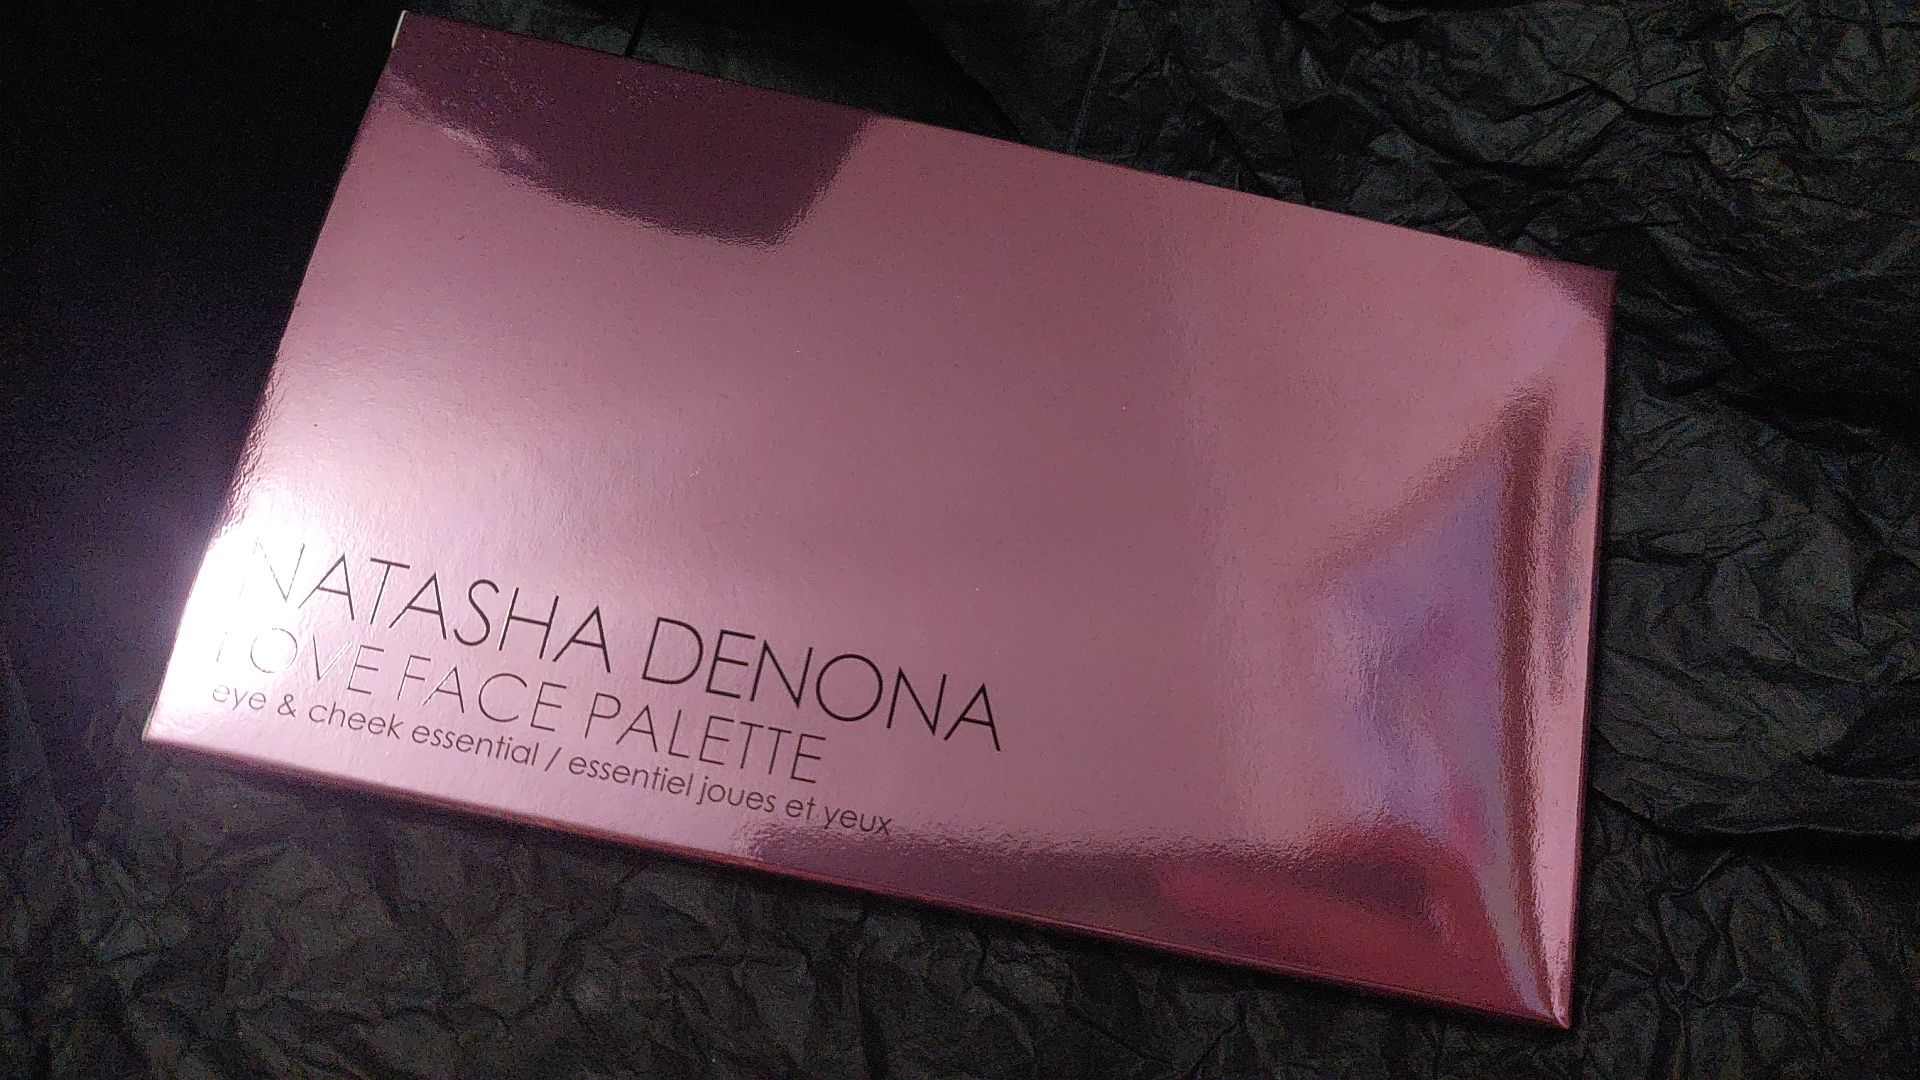 NATASHA DENONA
LOVE FACE PALETTE
eye & cheek essential / essentiel joues et yeux